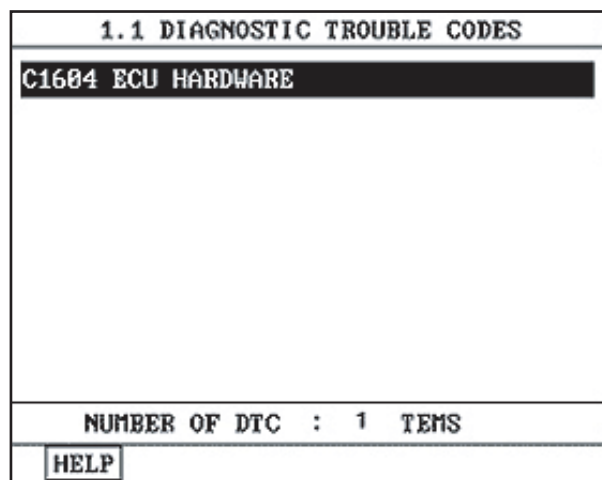 1.1 DIAGNOSTIC TROUBLE CODES
C1604 ECU HARDWARE
NUMBER OF DTC : 1 TEMS
HELP